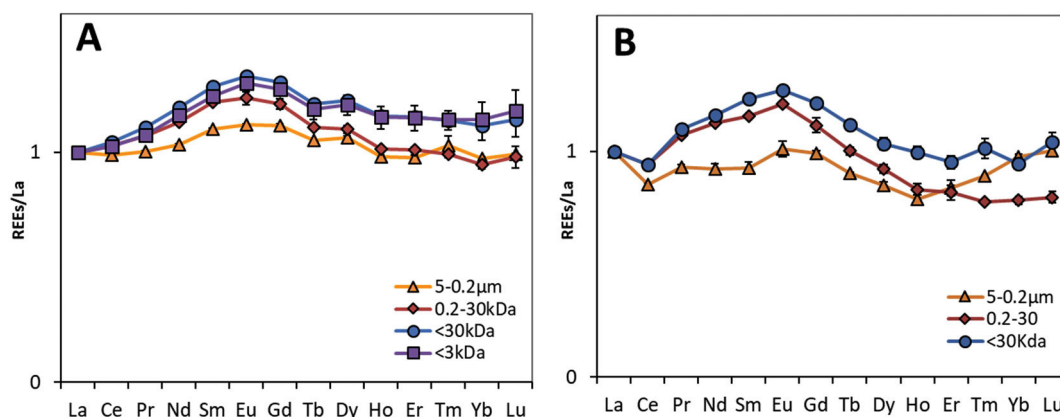 A
REEs/La
1
0
5-0.2μm
0.2-30kDa
<30kDa
<3kDa
La Ce Pr Nd Sm Eu Gd Tb Dy Ho Er Tm Yb Lu
B
REEs/La
1
0
5-0.2μm
0.2-30
<30Kda
La Ce Pr Nd Sm Eu Gd Tb Dy Ho Er Tm Yb Lu